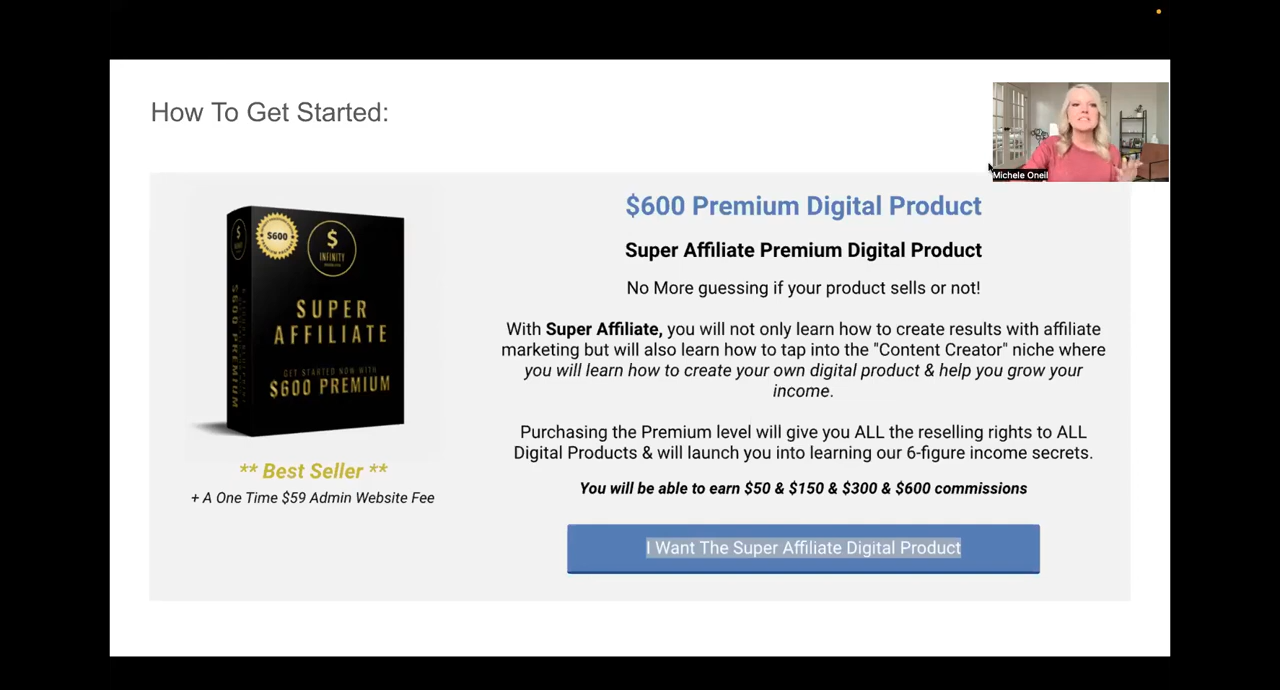 How To Get Started:
Michele Oneil
$600
$
INFINITY
SUPER
AFFILIATE
GET STARTED NOW WITH
$600 PREMIUM
$600 PREMIUM
** Best Seller **
+ A One Time $59 Admin Website Fee
$600 Premium Digital Product
Super Affiliate Premium Digital Product
No More guessing if your product sells or not!
With Super Affiliate, you will not only learn how to create results with affiliate
marketing but will also learn how to tap into the "Content Creator" niche where
you will learn how to create your own digital product & help you grow your
income.
Purchasing the Premium level will give you ALL the reselling rights to ALL
Digital Products & will launch you into learning our 6-figure income secrets.
You will be able to earn $50 & $150 & $300 & $600 commissions
I Want The Super Affiliate Digital Product